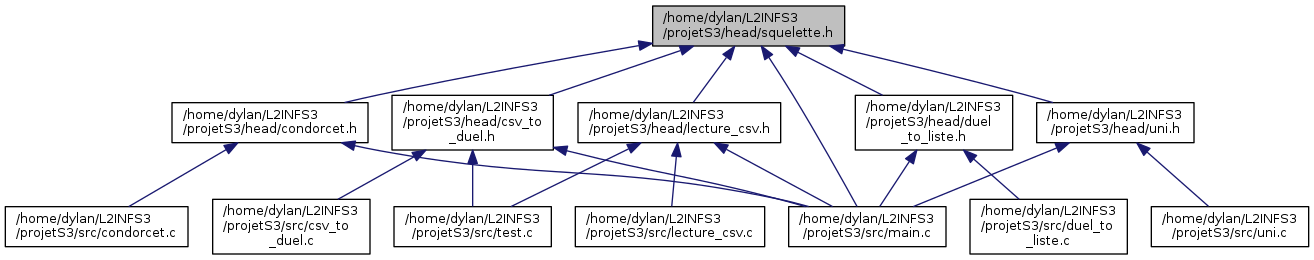 /home/dylan/L2INFS3
/projetS3/head/squelette.h
/home/dylan/L2INFS3
/projetS3/head/condorcet.h
/home/dylan/L2INFS3
/projetS3/head/csv_to
_duel.h
/home/dylan/L2INFS3
/projetS3/head/lecture_csv.h
/home/dylan/L2INFS3
/projetS3/head/duel
_to_liste.h
/home/dylan/L2INFS3
/projetS3/head/uni.h
/home/dylan/L2INFS3
/projetS3/src/condorcet.c
/home/dylan/L2INFS3
/projetS3/src/csv_to
_duel.c
/home/dylan/L2INFS3
/projetS3/src/test.c
/home/dylan/L2INFS3
/projetS3/src/lecture_csv.c
/home/dylan/L2INFS3
/projetS3/src/main.c
/home/dylan/L2INFS3
/projetS3/src/duel_to
_liste.c
/home/dylan/L2INFS3
/projetS3/src/uni.c